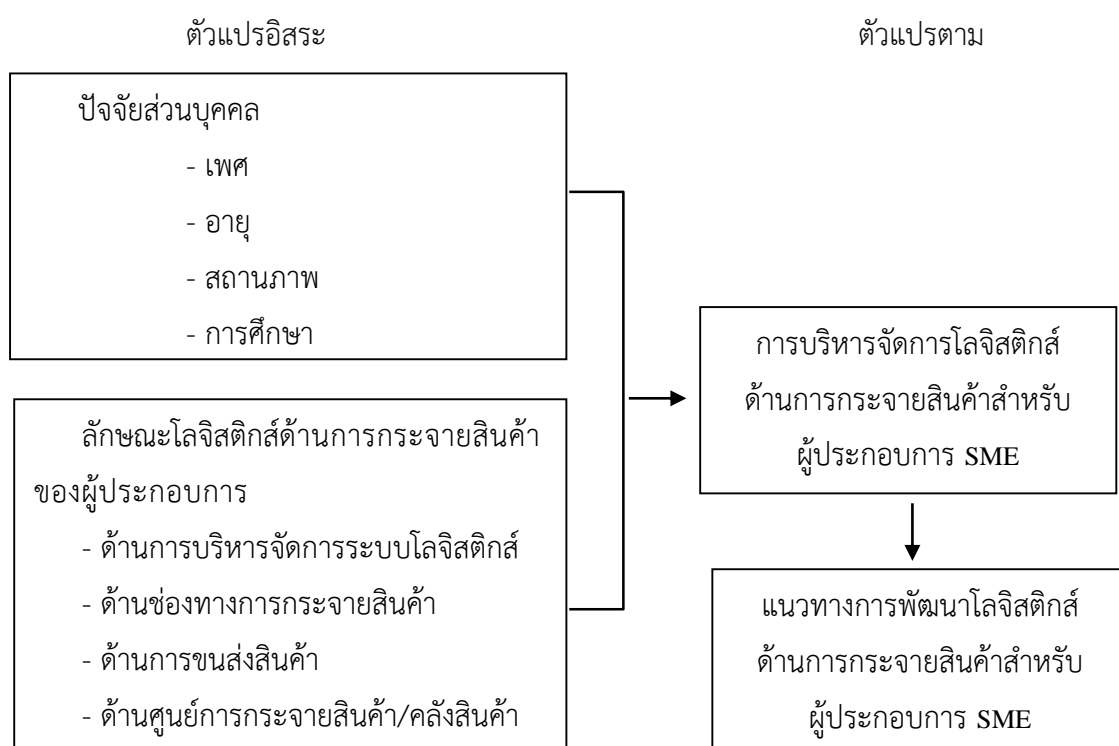 ตัวแปรอิสระ
ตัวแปรตาม
ปัจจัยส่วนบุคคล
- เพศ
- อายุ
- สถานภาพ
- การศึกษา
ลักษณะโลจิสติกส์ด้านการกระจายสินค้า
ของผู้ประกอบการ
- ด้านการบริหารจัดการระบบโลจิสติกส์
- ด้านช่องทางการกระจายสินค้า
- ด้านการขนส่งสินค้า
- ด้านศูนย์การกระจายสินค้า/คลังสินค้า
การบริหารจัดการโลจิสติกส์
ด้านการกระจายสินค้าสำหรับ
ผู้ประกอบการ SME
แนวทางการพัฒนาโลจิสติกส์
ด้านการกระจายสินค้าสำหรับ
ผู้ประกอบการ SME